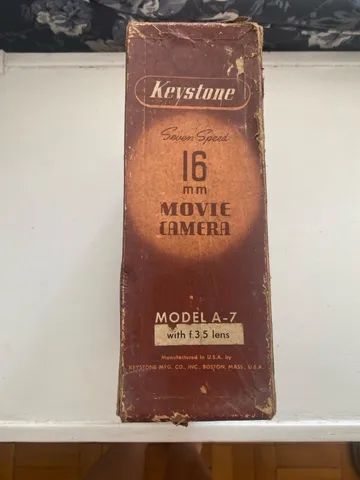 Keystone
Seven Speed
16
mm
MOVIE
CAMERA
MODEL A-7
with f.3.5 lens
Manufactured in U.S.A. by
KEYSTONE MFG. CO., INC., BOSTON, MASS., U.S.A.